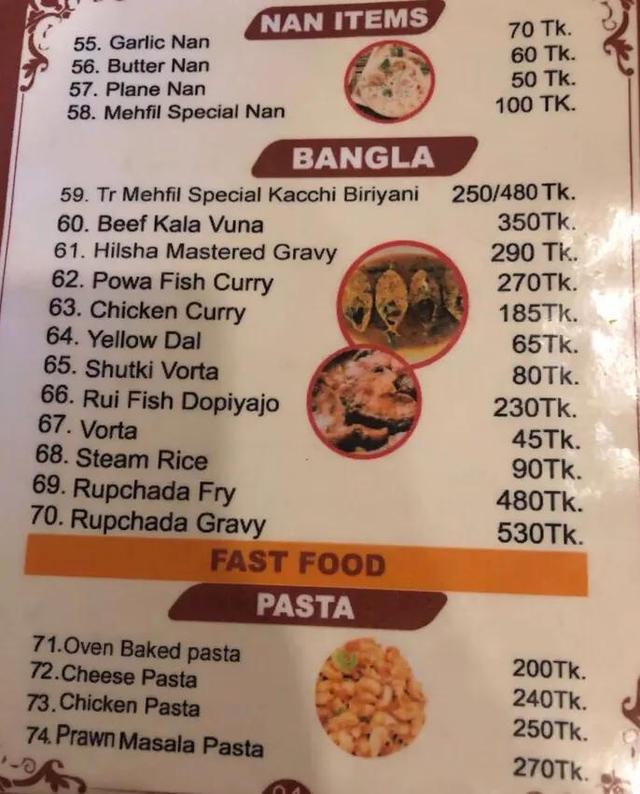 NAN ITEMS
55. Garlic Nan 70 Tk.
56. Butter Nan 60 Tk.
57. Plane Nan 50 Tk.
58. Mehfil Special Nan 100 TK.
BANGLA
59. Tr Mehfil Special Kacchi Biriyani 250/480 Tk.
60. Beef Kala Vuna 350Tk.
61. Hilsha Mastered Gravy 290 Tk.
62. Powa Fish Curry 270Tk.
63. Chicken Curry 185Tk.
64. Yellow Dal 65Tk.
65. Shutki Vorta 80Tk.
66. Rui Fish Dopiyajo 230Tk.
67. Vorta 45Tk.
68. Steam Rice 90Tk.
69. Rupchada Fry 480Tk.
70. Rupchada Gravy 530Tk.
FAST FOOD
PASTA
71.Oven Baked pasta 200Tk.
72.Cheese Pasta 240Tk.
73.Chicken Pasta 250Tk.
74.Prawn Masala Pasta 270Tk.